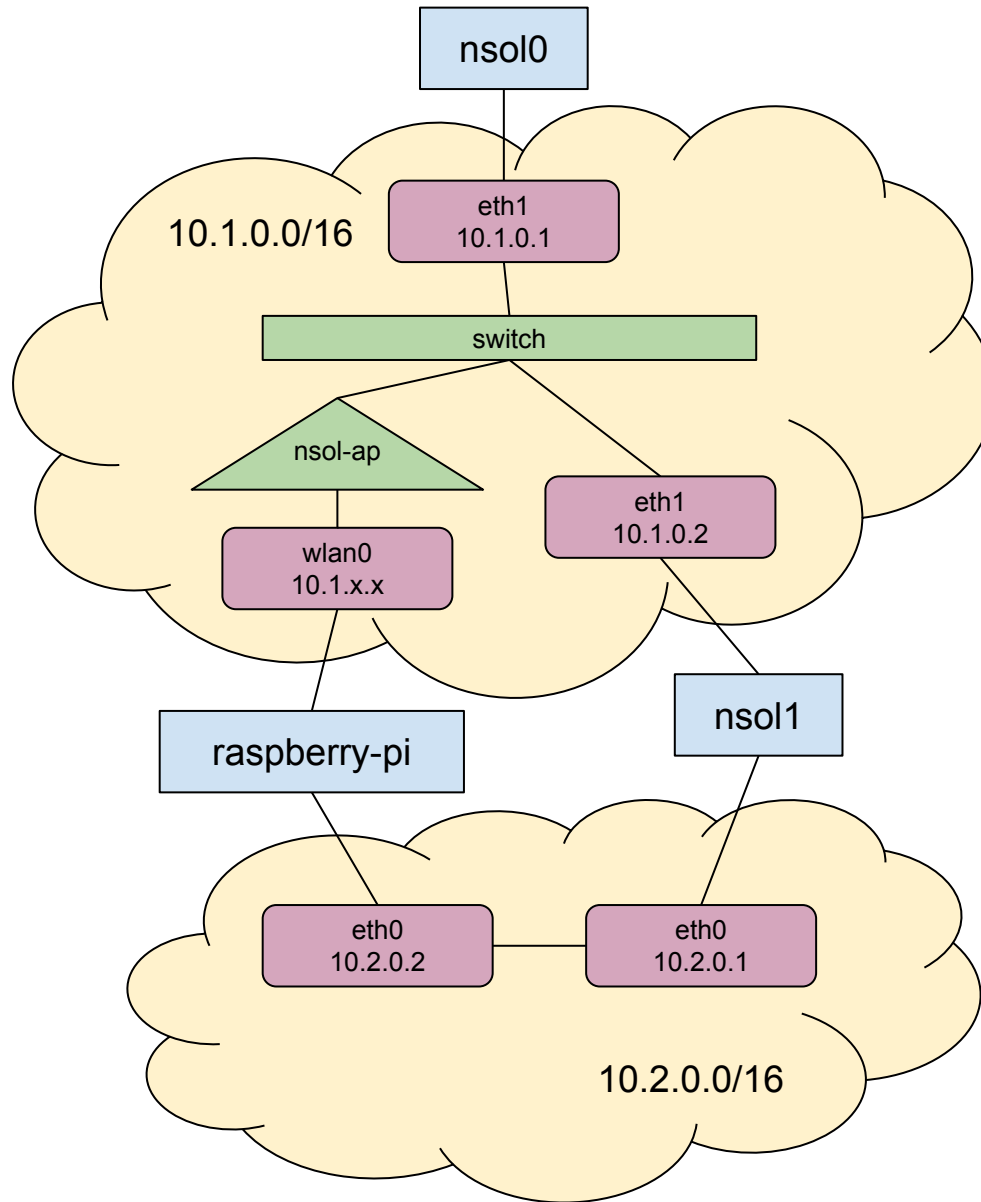 nsol0
eth1
10.1.0.1
10.1.0.0/16
switch
nsol-ap
eth1
10.1.0.2
wlan0
10.1.x.x
nsol1
raspberry-pi
eth0
10.2.0.2
eth0
10.2.0.1
10.2.0.0/16